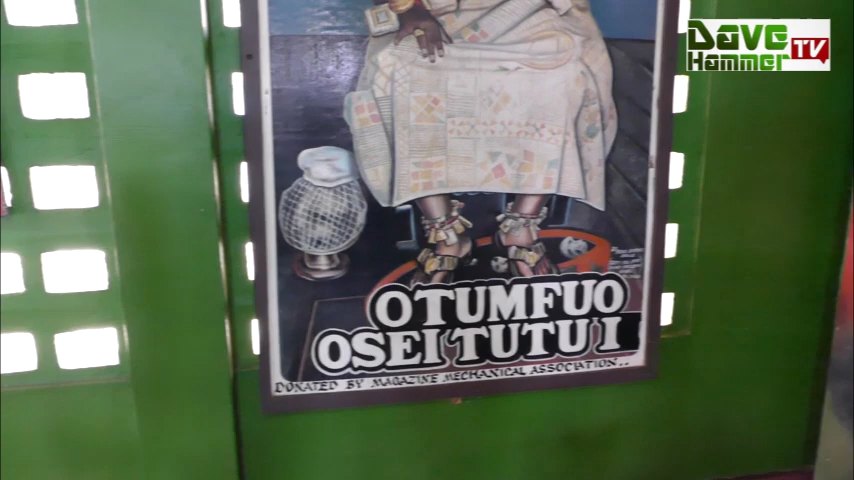 Dave
Hammer TV
OTUMFUO
OSEI TUTU I
DONATED BY MAGAZINE MECHANICAL ASSOCIATION..